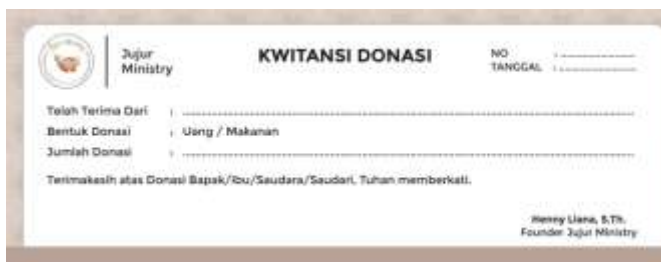 Jujur
Ministry
KWITANSI DONASI
NO :
TANGGAL :
Telah Terima Dari :
Bentuk Donasi : Uang / Makanan
Jumlah Donasi :
Terimakasih atas Donasi Bapak/Ibu/Saudara/Saudari, Tuhan memberkati.
Henny Liana, S.Th.
Founder Jujur Ministry